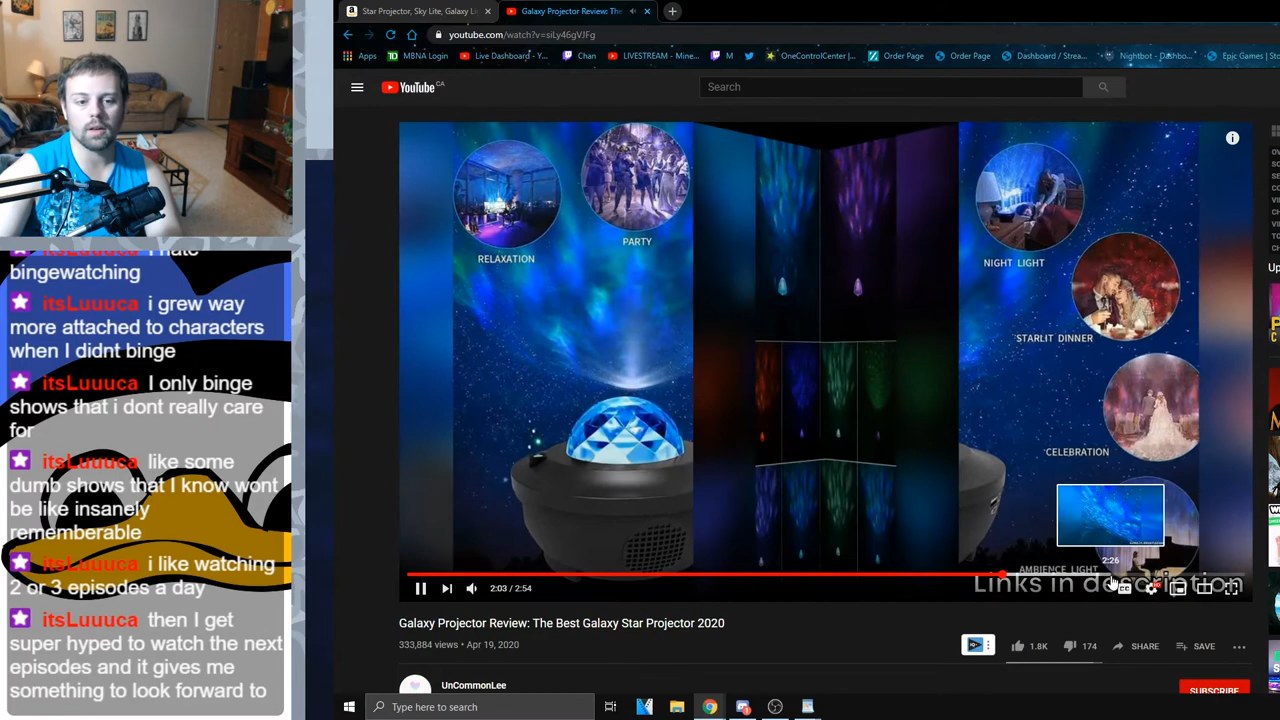 Star Projector, Sky Lite, Galaxy Li
Galaxy Projector Review: The
youtube.com/watch?v=siLy46gVJFg
Apps
MBNA Login
Live Dashboard - Y...
Chan
LIVESTREAM - Mine...
M
OneControlCenter |...
Order Page
Order Page
Dashboard / Strea...
Nightbot - Dashbo...
Epic Games | Sto
YouTube CA
Search
RELAXATION
PARTY
NIGHT LIGHT
STARLIT DINNER
CELEBRATION
AMBIENCE LIGHT
2:26
Links in description
2:03 / 2:54
CC
HD
Galaxy Projector Review: The Best Galaxy Star Projector 2020
333,884 views • Apr 19, 2020
1.8K
174
SHARE
SAVE
UnCommonLee
SUBSCRIBE
Up
bingewatching
itsLuuuca i grew way
more attached to characters
when I didnt binge
itsLuuuca I only binge
shows that i dont really care
for
itsLuuuca like some
dumb shows that I know wont
be like insanely
rememberable
itsLuuuca i like watching
2 or 3 episodes a day
itsLuuuca then I get
super hyped to watch the next
episodes and it gives me
something to look forward to
Type here to search